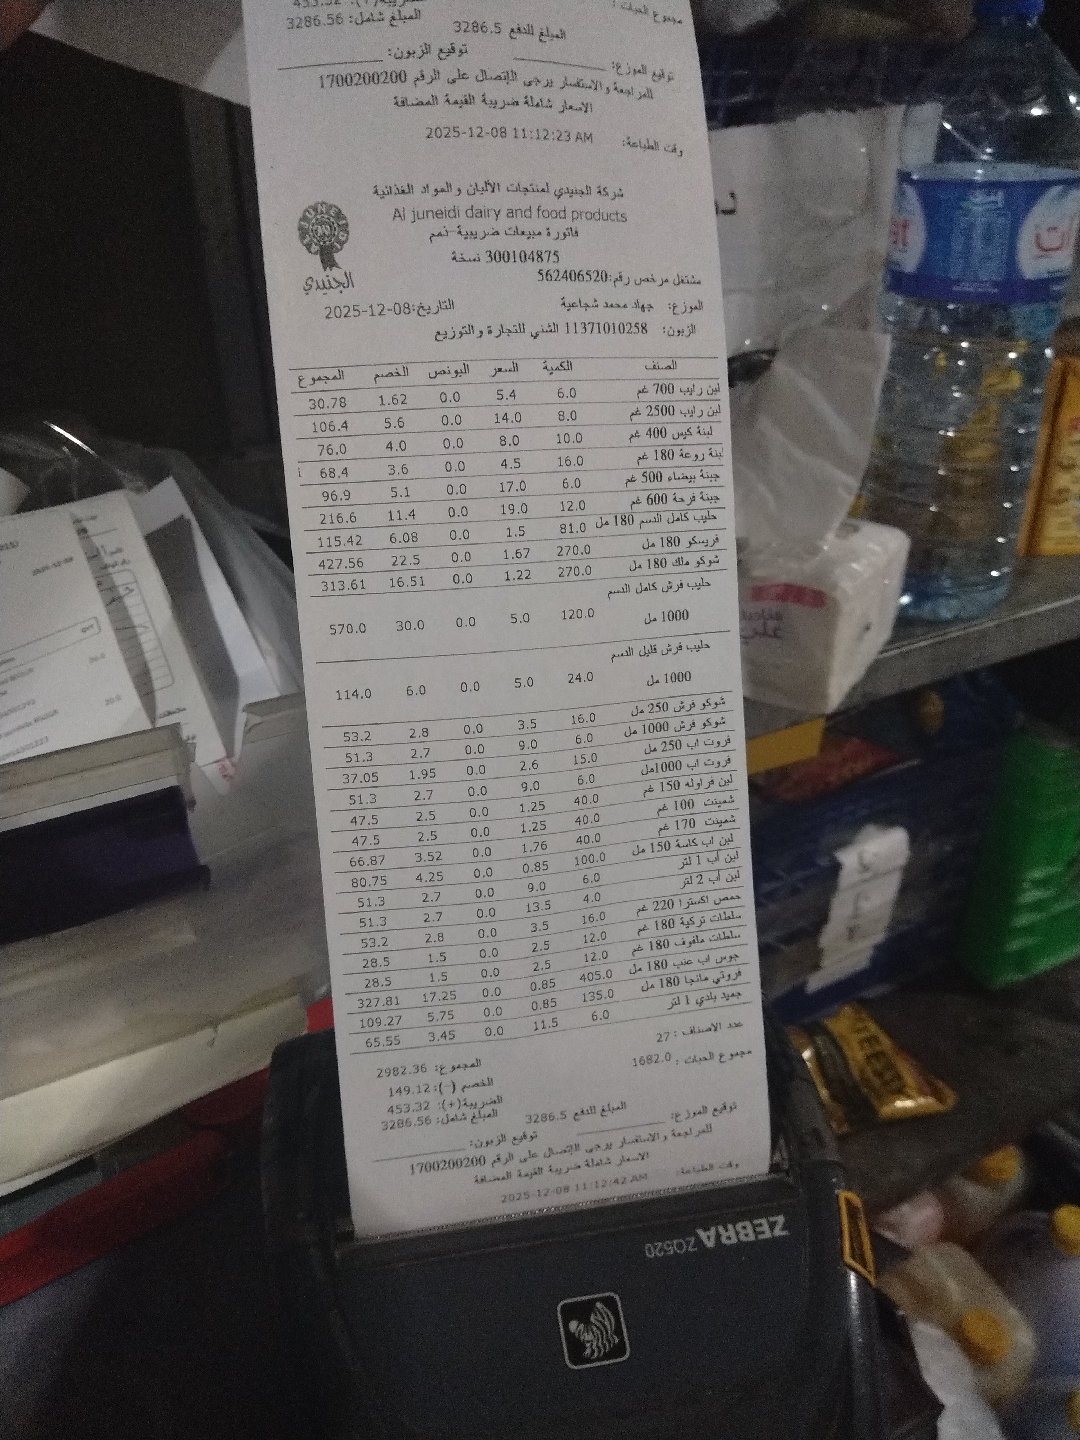 المبلغ شامل: 3286.56
مجموع الحبات:
المبلغ للدفع 3286.5
توقيع الموزع: توقيع الزبون:
للمراجعة والاستفسار يرجى الإتصال على الرقم 1700200200
الاسعار شاملة ضريبة القيمة المضافة
وقت الطباعة: 2025-12-08 11:12:23 AM
شركة الجنيدي لمنتجات الألبان والمواد الغذائية
Al juneidi dairy and food products
فاتورة مبيعات ضريبية-ذمم
300104875 نسخة
مشتغل مرخص رقم:562406520
الجنيدي
الموزع: جهاد محمد شجاعية التاريخ:2025-12-08
الزبون: 11371010258 الشني للتجارة والتوزيع
الصنف الكمية السعر البونص الخصم المجموع
لبن رايب 700 غم 6.0 5.4 0.0 1.62 30.78
لبن رايب 2500 غم 8.0 14.0 0.0 5.6 106.4
لبنة كيس 400 غم 10.0 8.0 0.0 4.0 76.0
لبنة روعة 180 غم 16.0 4.5 0.0 3.6 68.4
جبنة بيضاء 500 غم 6.0 17.0 0.0 5.1 96.9
جبنة فرحة 600 غم 12.0 19.0 0.0 11.4 216.6
حليب كامل الدسم 180 مل 81.0 1.5 0.0 6.08 115.42
فريسكو 180 مل 270.0 1.67 0.0 22.5 427.56
شوكو ملك 180 مل 270.0 1.22 0.0 16.51 313.61
حليب فرش كامل الدسم
1000 مل 120.0 5.0 0.0 30.0 570.0
حليب فرش قليل الدسم
1000 مل 24.0 5.0 0.0 6.0 114.0
شوكو فرش 250 مل 16.0 3.5 0.0 2.8 53.2
شوكو فرش 1000 مل 6.0 9.0 0.0 2.7 51.3
فروت اب 250 مل 15.0 2.6 0.0 1.95 37.05
فروت اب 1000مل 6.0 9.0 0.0 2.7 51.3
لبن فراوله 150 غم 40.0 1.25 0.0 2.5 47.5
شمينت 100 غم 40.0 1.25 0.0 2.5 47.5
شمينت 170 غم 40.0 1.76 0.0 3.52 66.87
لبن اب كاسة 150 مل 100.0 0.85 0.0 4.25 80.75
لبن أب 1 لتر 6.0 9.0 0.0 2.7 51.3
لبن أب 2 لتر 4.0 13.5 0.0 2.7 51.3
حمص اكسترا 220 غم 16.0 3.5 0.0 2.8 53.2
سلطات تركية 180 غم 12.0 2.5 0.0 1.5 28.5
سلطات ملفوف 180 غم 12.0 2.5 0.0 1.5 28.5
جوس اب عنب 180 مل 405.0 0.85 0.0 17.25 327.81
فروتي مانجا 180 مل 135.0 0.85 0.0 5.75 109.27
جميد بلدي 1 لتر 6.0 11.5 0.0 3.45 65.55
عدد الاصناف : 27 المجموع: 2982.36
مجموع الحبات : 1682.0 الخصم (-): 149.12
الضريبة(+): 453.32
المبلغ شامل: 3286.56
المبلغ للدفع 3286.5
توقيع الموزع: توقيع الزبون:
للمراجعة والاستفسار يرجى الإتصال على الرقم 1700200200
الاسعار شاملة ضريبة القيمة المضافة
وقت الطباعة: 2025-12-08 11:12:42 AM
ZEBRA ZQ520